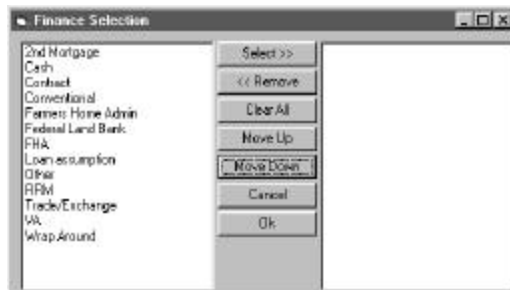 Finance Selection
2nd Mortgage
Cash
Contract
Conventional
Farmers Home Admin
Federal Land Bank
FHA
Loan assumption
Other
RRM
Trade/Exchange
VA
Wrap Around
Select >>
<< Remove
Clear All
Move Up
Move Down
Cancel
Ok